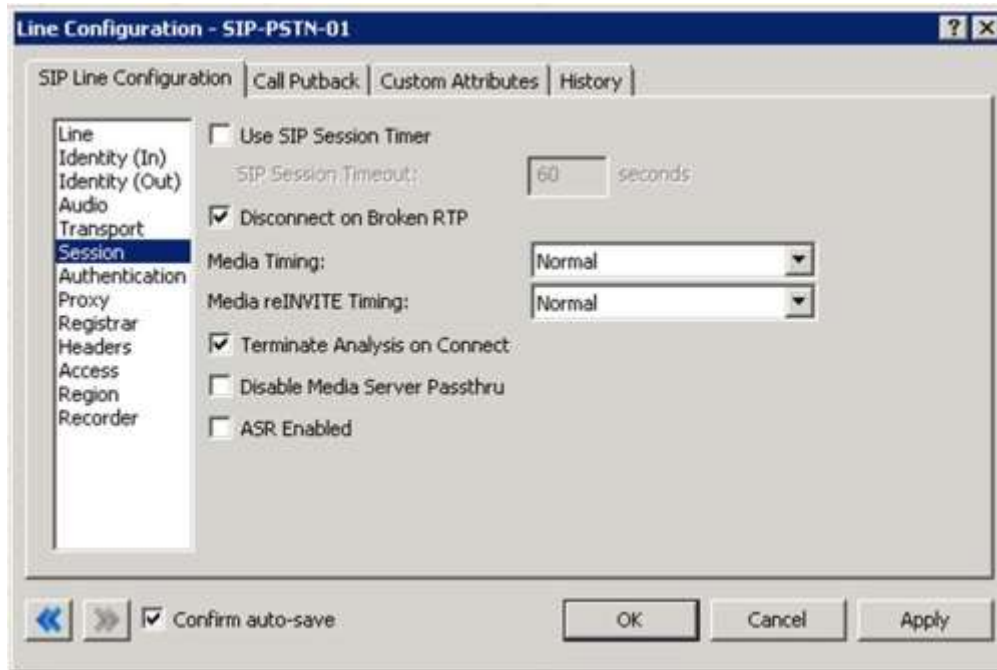 Line Configuration - SIP-PSTN-01
SIP Line Configuration
Call Putback
Custom Attributes
History
Line
Identity (In)
Identity (Out)
Audio
Transport
Session
Authentication
Proxy
Registrar
Headers
Access
Region
Recorder
Use SIP Session Timer
SIP Session Timeout: 60 seconds
Disconnect on Broken RTP
Media Timing: Normal
Media reINVITE Timing: Normal
Terminate Analysis on Connect
Disable Media Server Passthru
ASR Enabled
Confirm auto-save
OK
Cancel
Apply